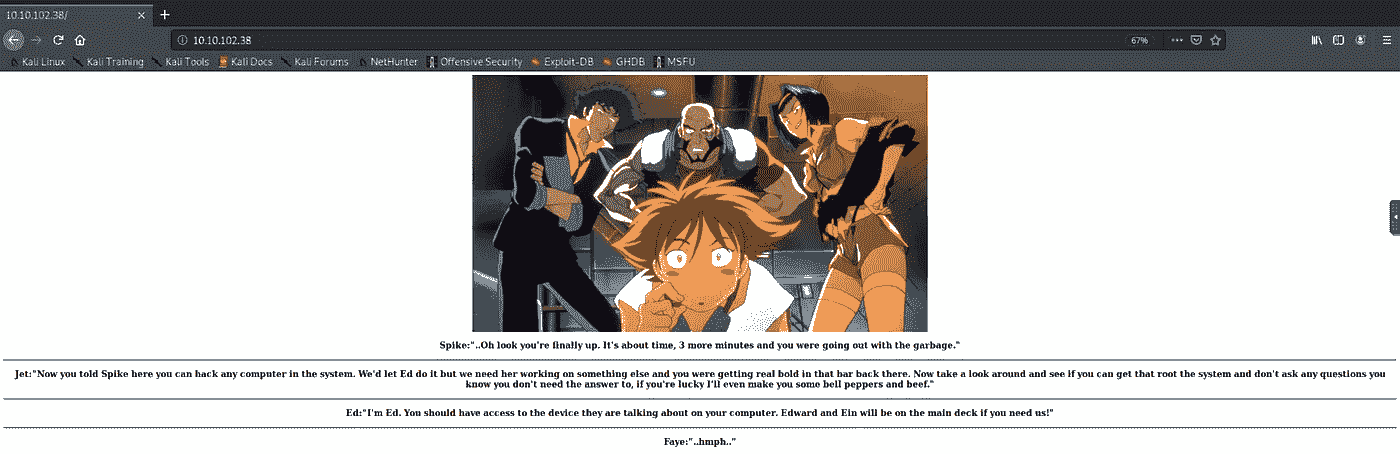 10.10.102.38/
10.10.102.38
67%
Kali Linux Kali Training Kali Tools Kali Docs Kali Forums NetHunter Offensive Security Exploit-DB GHDB MSFU
Spike:"..Oh look you're finally up. It's about time, 3 more minutes and you were going out with the garbage."
Jet:"Now you told Spike here you can hack any computer in the system. We'd let Ed do it but we need her working on something else and you were getting real bold in that bar back there. Now take a look around and see if you can get that root the system and don't ask any questions you
know you don't need the answer to, if you're lucky I'll even make you some bell peppers and beef."
Ed:"I'm Ed. You should have access to the device they are talking about on your computer. Edward and Ein will be on the main deck if you need us!"
Faye:"..hmph.."